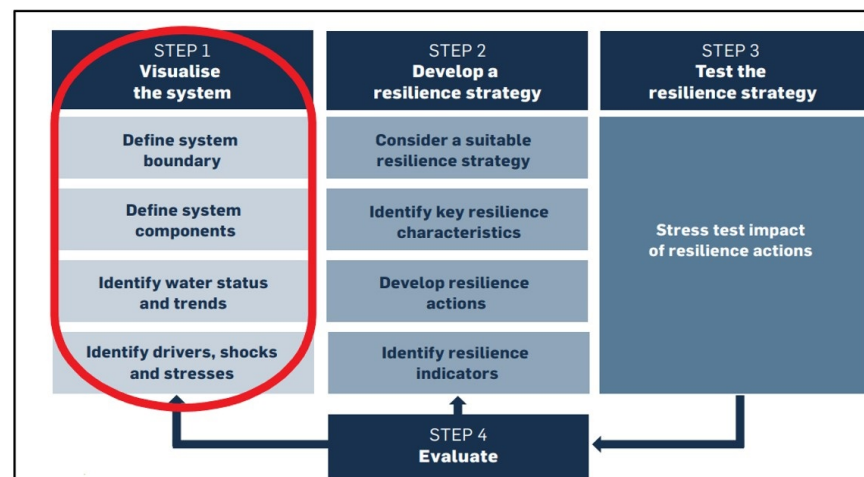 STEP 1
Visualise
the system
Define system
boundary
Define system
components
Identify water status
and trends
Identify drivers, shocks
and stresses
STEP 2
Develop a
resilience strategy
Consider a suitable
resilience strategy
Identify key resilience
characteristics
Develop resilience
actions
Identify resilience
indicators
STEP 3
Test the
resilience strategy
Stress test impact
of resilience actions
STEP 4
Evaluate